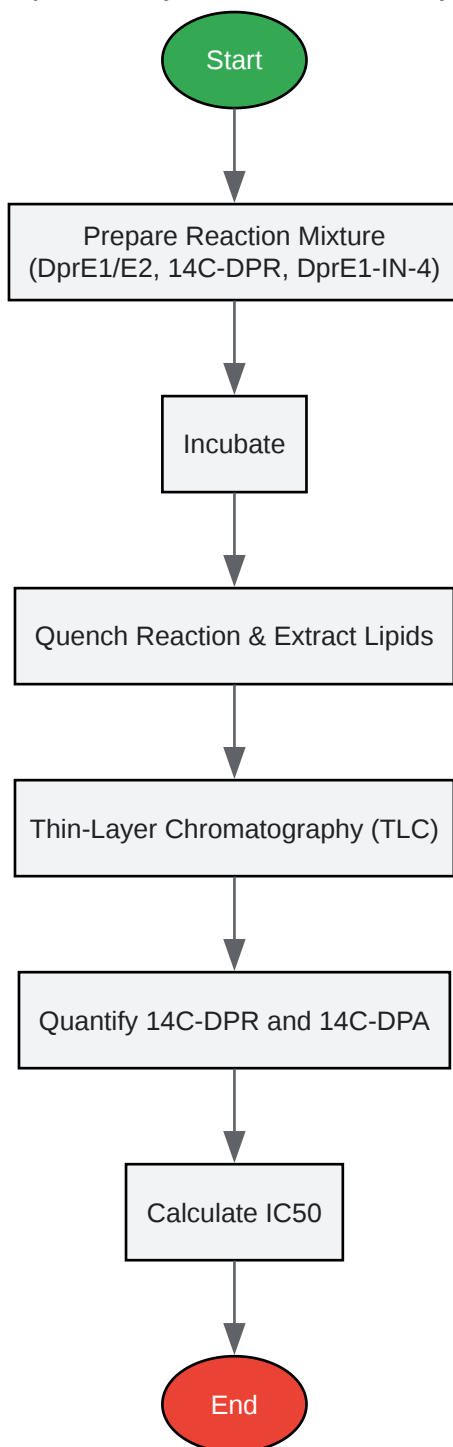 Start
Prepare Reaction Mixture
(DprE1/E2, 14C-DPR, DprE1-IN-4)
Incubate
Quench Reaction & Extract Lipids
Thin-Layer Chromatography (TLC)
Quantify 14C-DPR and 14C-DPA
Calculate IC50
End